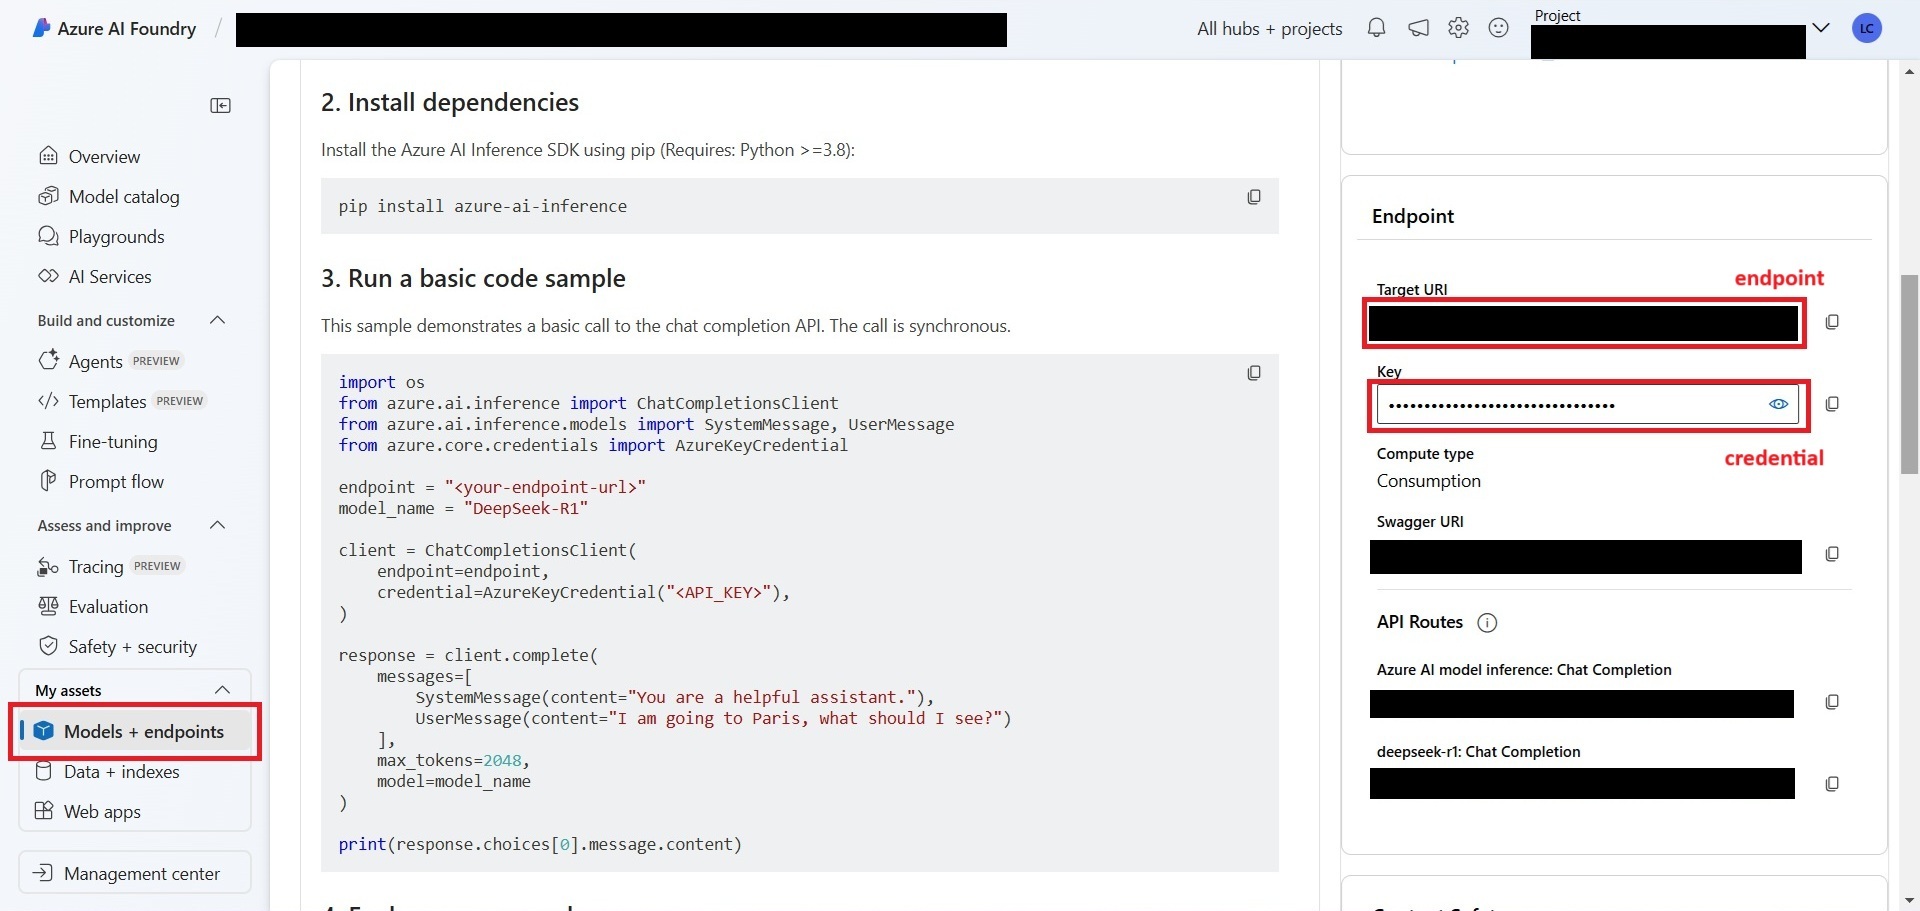 Azure AI Foundry /
All hubs + projects
Project
LC
Overview
Model catalog
Playgrounds
AI Services
Build and customize
Agents PREVIEW
Templates PREVIEW
Fine-tuning
Prompt flow
Assess and improve
Tracing PREVIEW
Evaluation
Safety + security
My assets
Models + endpoints
Data + indexes
Web apps
Management center
2. Install dependencies
Install the Azure AI Inference SDK using pip (Requires: Python >=3.8):
pip install azure-ai-inference
3. Run a basic code sample
This sample demonstrates a basic call to the chat completion API. The call is synchronous.
import os
from azure.ai.inference import ChatCompletionsClient
from azure.ai.inference.models import SystemMessage, UserMessage
from azure.core.credentials import AzureKeyCredential
endpoint = "<your-endpoint-url>"
model_name = "DeepSeek-R1"
client = ChatCompletionsClient(
    endpoint=endpoint,
    credential=AzureKeyCredential("<API_KEY>"),
)
response = client.complete(
    messages=[
        SystemMessage(content="You are a helpful assistant."),
        UserMessage(content="I am going to Paris, what should I see?")
    ],
    max_tokens=2048,
    model=model_name
)
print(response.choices[0].message.content)
Endpoint
endpoint
Target URI
Key
••••••••••••••••••••••••••••••••
credential
Compute type
Consumption
Swagger URI
API Routes
Azure AI model inference: Chat Completion
deepseek-r1: Chat Completion